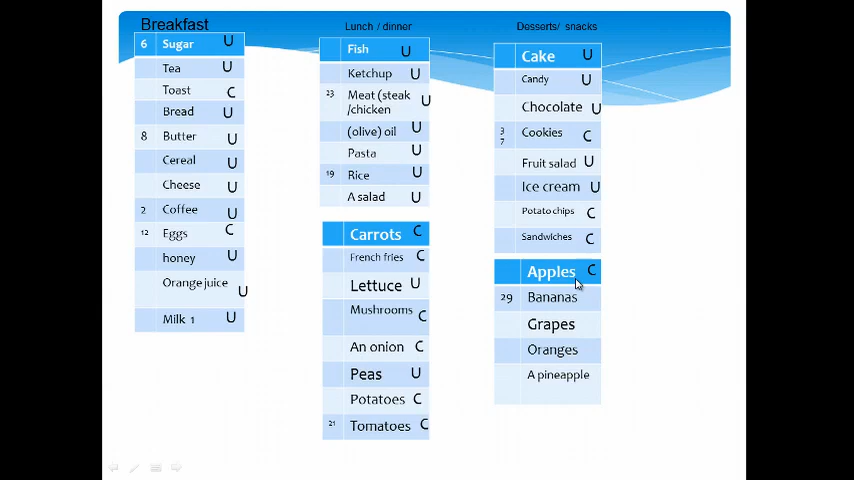 Breakfast
6 Sugar U
Tea U
Toast C
Bread U
8 Butter U
Cereal U
Cheese U
2 Coffee U
12 Eggs C
honey U
Orange juice U
Milk 1 U
Lunch / dinner
Fish U
Ketchup U
23 Meat (steak U
/chicken
(olive) oil U
Pasta U
19 Rice U
A salad U
Carrots C
French fries C
Lettuce U
Mushrooms C
An onion C
Peas U
Potatoes C
21 Tomatoes C
Desserts/ snacks
Cake U
Candy U
Chocolate U
3 Cookies C
7
Fruit salad U
Ice cream U
Potato chips C
Sandwiches C
Apples C
29 Bananas
Grapes
Oranges
A pineapple